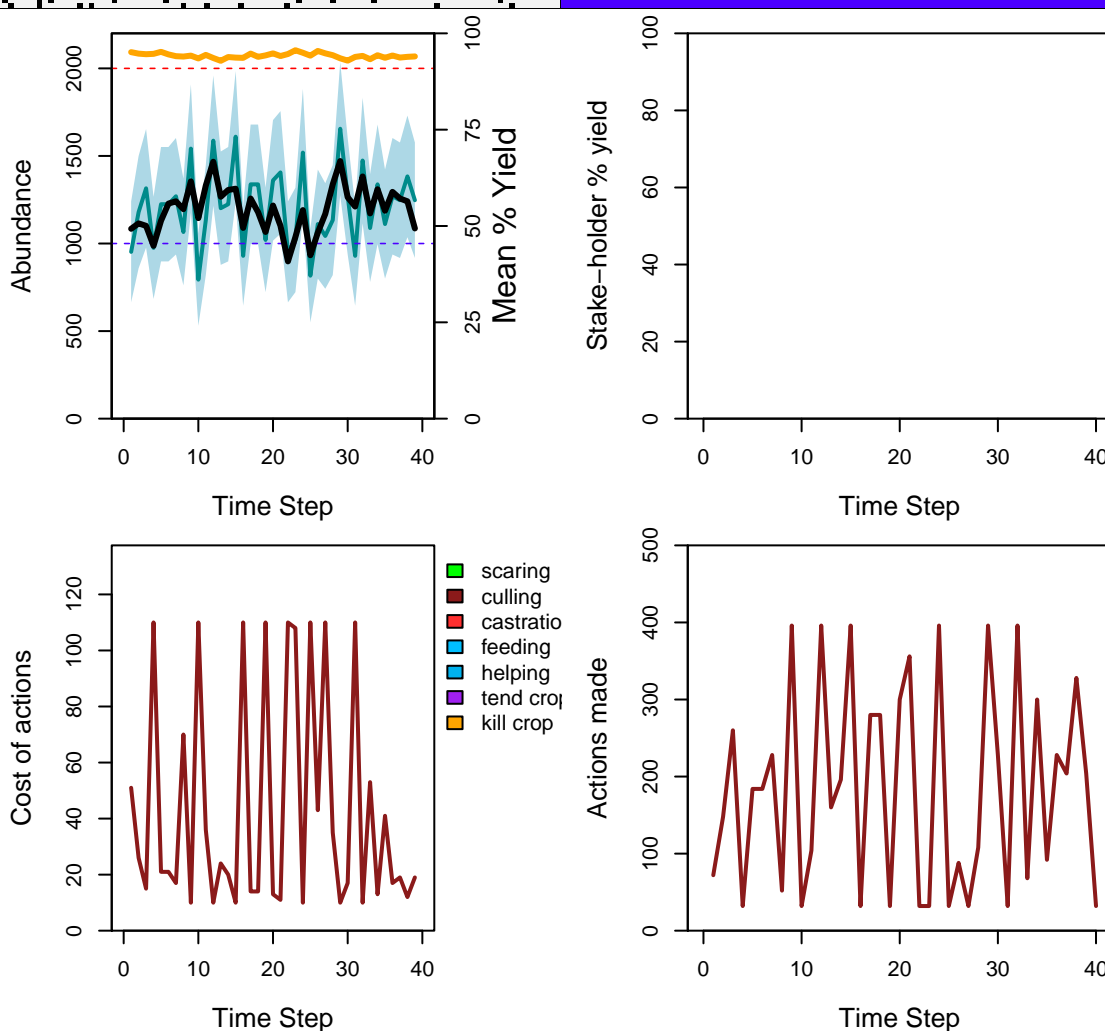 0 500 1000 1500 2000
Abundance
0 25 50 75 100
Mean % Yield
0 10 20 30 40
Time Step
0 20 40 60 80 100
Stake−holder % yield
0 10 20 30 40
Time Step
0 20 40 60 80 100 120
Cost of actions
0 10 20 30 40
Time Step
scaring
culling
castratio
feeding
helping
tend crop
kill crop
0 100 200 300 400 500
Actions made
0 10 20 30 40
Time Step